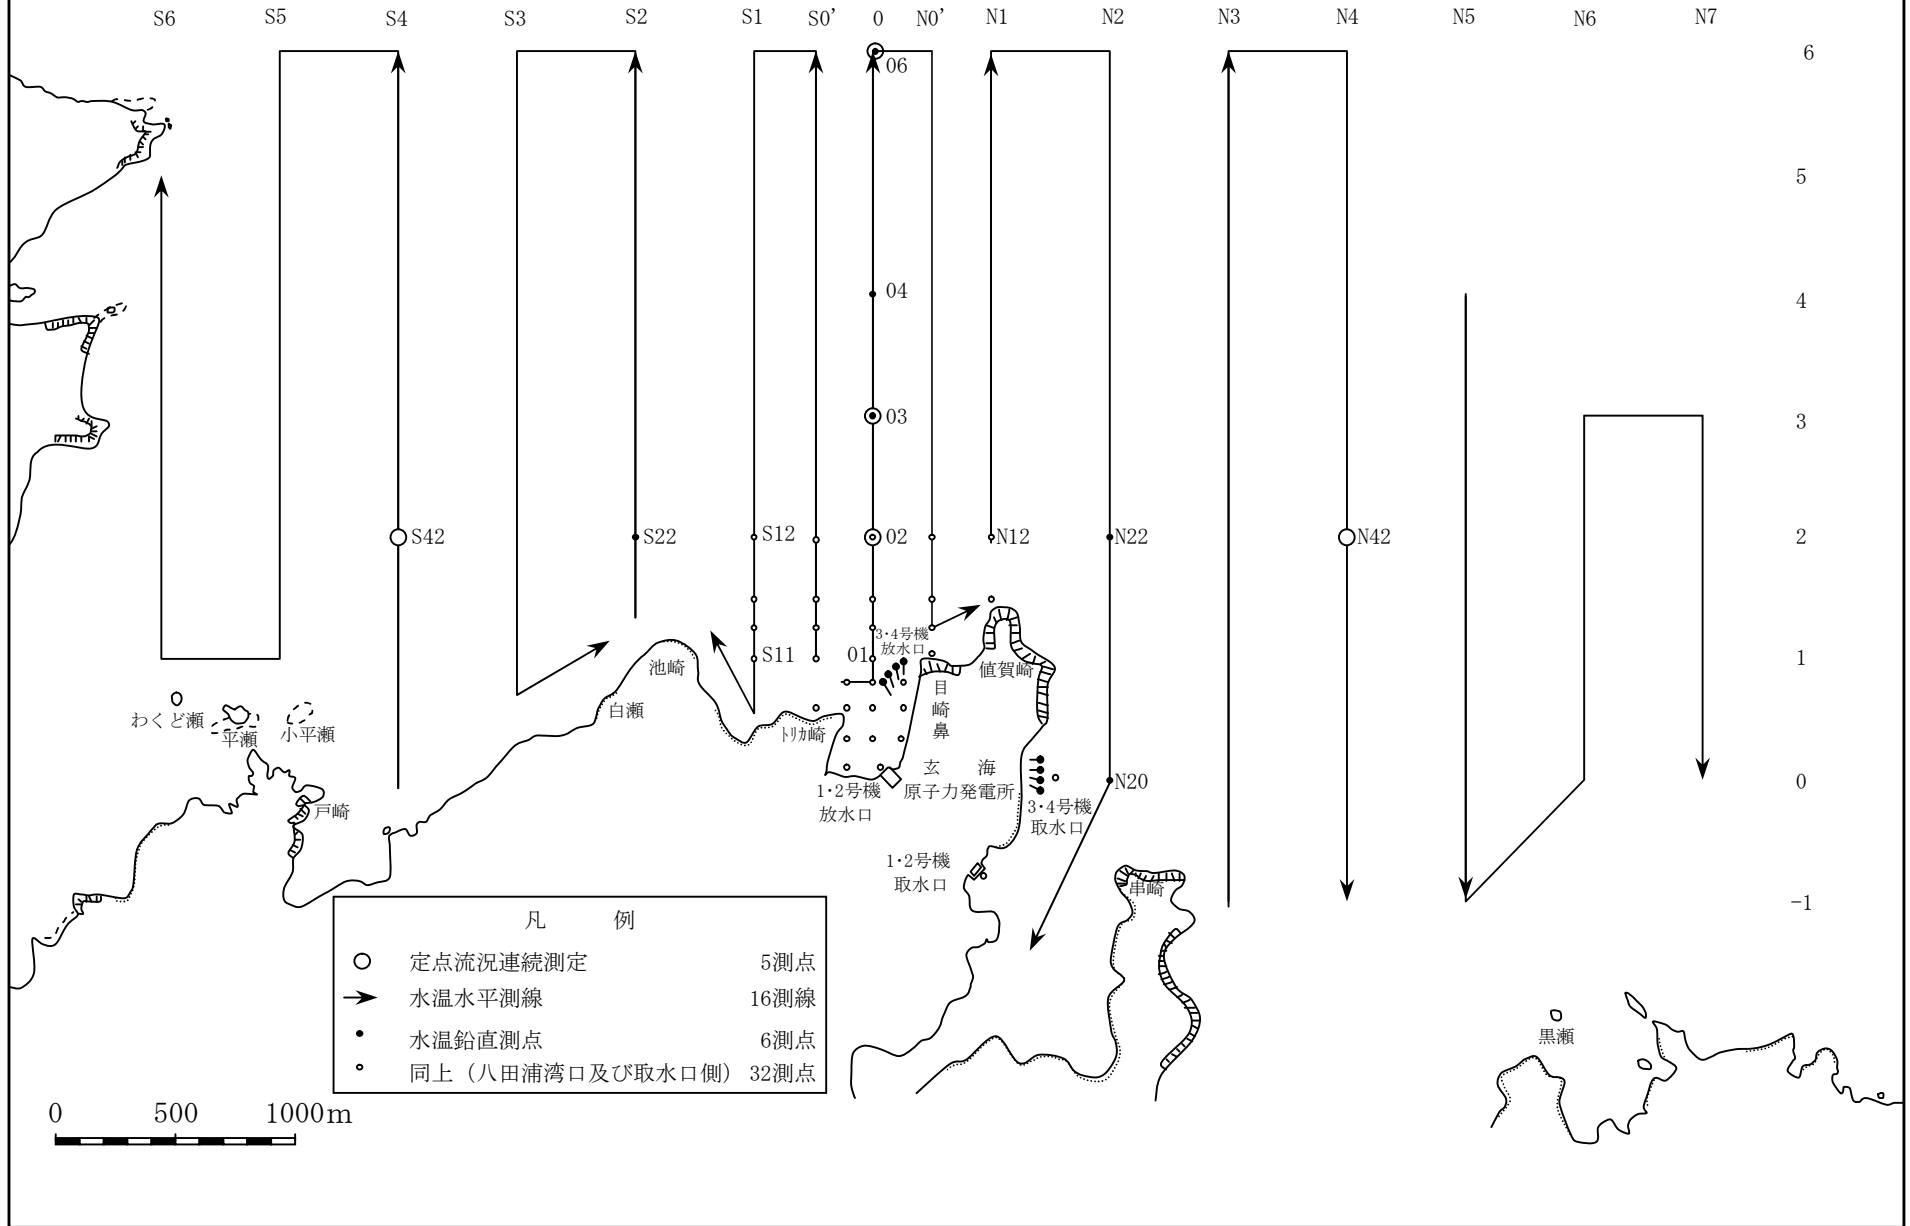 S6 S5 S4 S3 S2 S1 S0' 0 N0' N1 N2 N3 N4 N5 N6 N7
6
06
5
04
4
03
3
S42 S22 S12 02 N12 N22 N42 2
3・4号機
放水口
S11 01 1
池崎
値賀崎
目崎鼻
白瀬
わくど瀬
平瀬
小平瀬
トリカ崎
玄 海
原子力発電所
N20
0
1・2号機
放水口
3・4号機
取水口
戸崎
1・2号機
取水口
串崎
-1
凡 例
定点流況連続測定 5測点
水温水平測線 16測線
水温鉛直測点 6測点
同上（八田浦湾口及び取水口側） 32測点
黒瀬
0 500 1000m